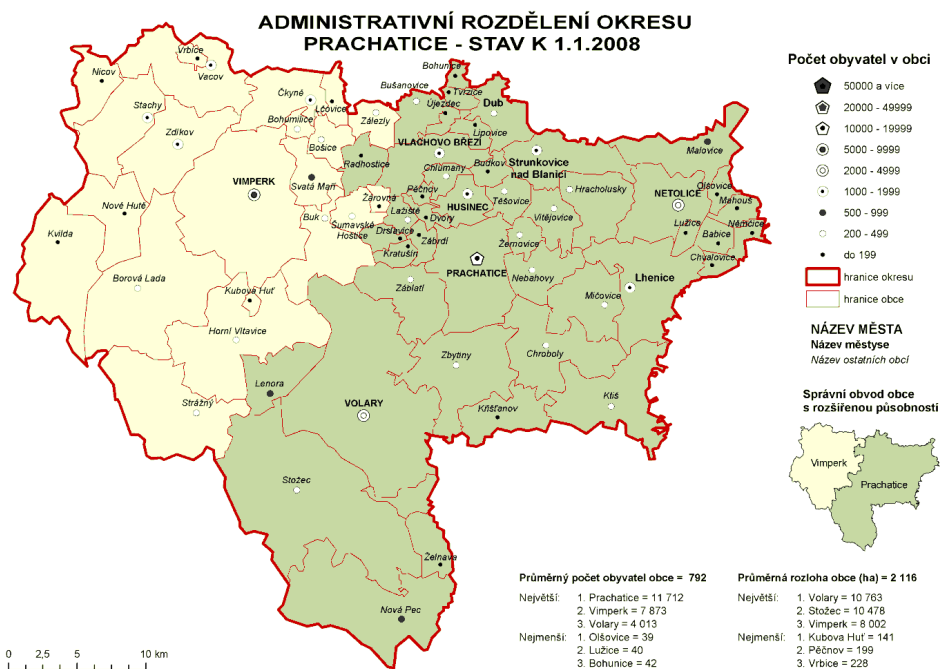 ADMINISTRATIVNÍ ROZDĚLENÍ OKRESU
PRACHATICE - STAV K 1.1.2008
Počet obyvatel v obci
50000 a více
20000 - 49999
10000 - 19999
5000 - 9999
2000 - 4999
1000 - 1999
500 - 999
200 - 499
do 199
hranice okresu
hranice obce
NÁZEV MĚSTA
Název městyse
Název ostatních obcí
Správní obvod obce
s rozšířenou působností
Vimperk
Prachatice
Vrbice
Vacov
Nicov
Stachy
Zdíkov
Čkyně
Lčovice
Bohumilice
Bošice
Zálezly
Bušanovice
Bohunice
Tvrzice
Újezdec
Dub
Lipovice
VLACHOVO BŘEZÍ
Radhostice
Chlumany
Budkov
Strunkovice
nad Blanicí
Malovice
VIMPERK
Svatá Maří
Pěčnov
Žárovná
HUSINEC
Těšovice
Hracholusky
NETOLICE
Olšovice
Mahouš
Nové Hutě
Buk
Šumavské
Hoštice
Lažiště
Dvory
Drslavice
Zábrdí
Kratušín
Vitějovice
Žernovice
Lužice
Němčice
Babice
Chvalovice
Kvilda
PRACHATICE
Nebahovy
Lhenice
Borová Lada
Kubova Huť
Záblatí
Mičovice
Horní Vltavice
Zbytiny
Chroboly
Lenora
Strážný
VOLARY
Křišťanov
Ktiš
Stožec
Želnava
Nová Pec
Průměrný počet obyvatel obce = 792
Největší: 1. Prachatice = 11 712
2. Vimperk = 7 873
3. Volary = 4 013
Nejmenší: 1. Olšovice = 39
2. Lužice = 40
3. Bohunice = 42
Průměrná rozloha obce (ha) = 2 116
Největší: 1. Volary = 10 763
2. Stožec = 10 478
3. Vimperk = 8 002
Nejmenší: 1. Kubova Huť = 141
2. Pěčnov = 199
3. Vrbice = 228
0 2,5 5 10 km